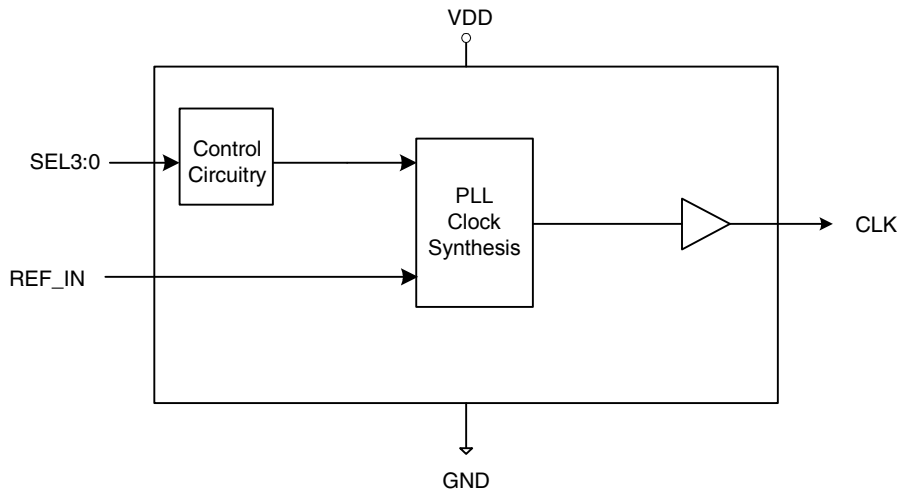 VDD
SEL3:0
Control
Circuitry
PLL
Clock
Synthesis
CLK
REF_IN
GND